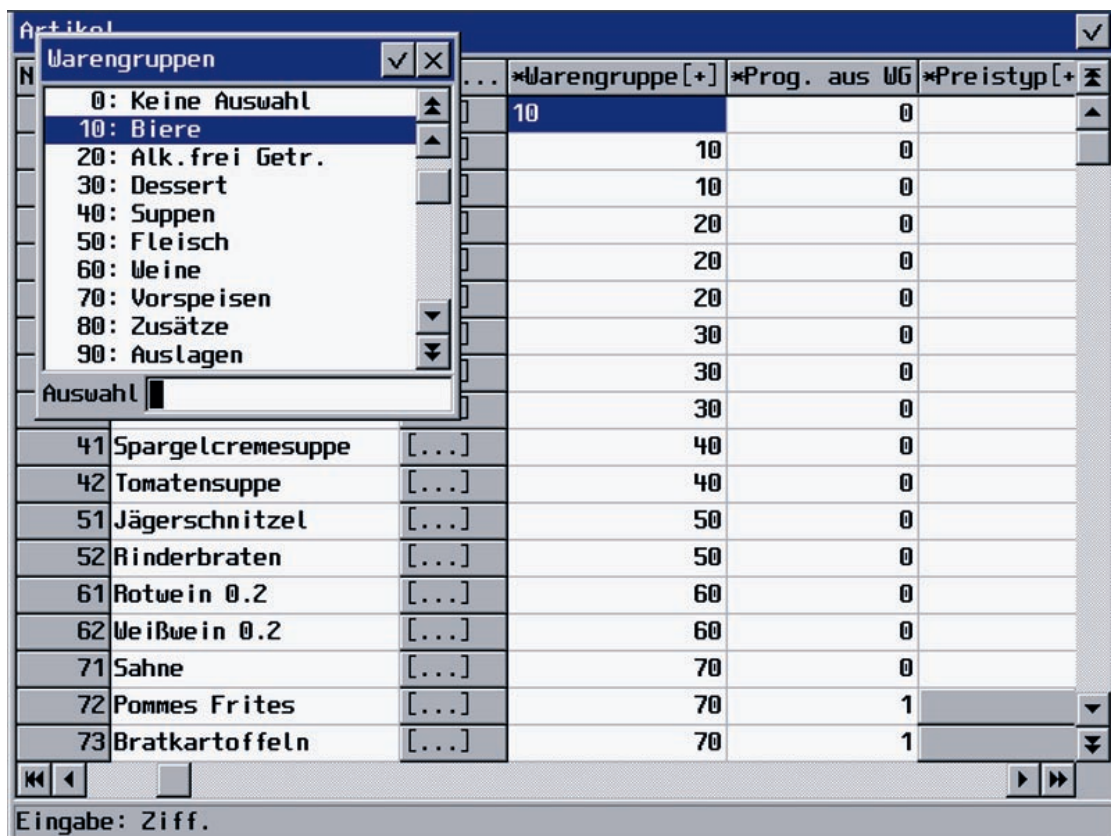 Artikel
Warengruppen
N ... *Warengruppe[+] *Prog. aus WG *Preistyp[+
0: Keine Auswahl
10: Biere
20: Alk.frei Getr.
30: Dessert
40: Suppen
50: Fleisch
60: Weine
70: Vorspeisen
80: Zusätze
90: Auslagen
Auswahl
] 10 0
] 10 0
] 10 0
] 20 0
] 20 0
] 20 0
] 30 0
] 30 0
] 30 0
41 Spargelcremesuppe [...] 40 0
42 Tomatensuppe [...] 40 0
51 Jägerschnitzel [...] 50 0
52 Rinderbraten [...] 50 0
61 Rotwein 0.2 [...] 60 0
62 Weißwein 0.2 [...] 60 0
71 Sahne [...] 70 0
72 Pommes Frites [...] 70 1
73 Bratkartoffeln [...] 70 1
Eingabe: Ziff.